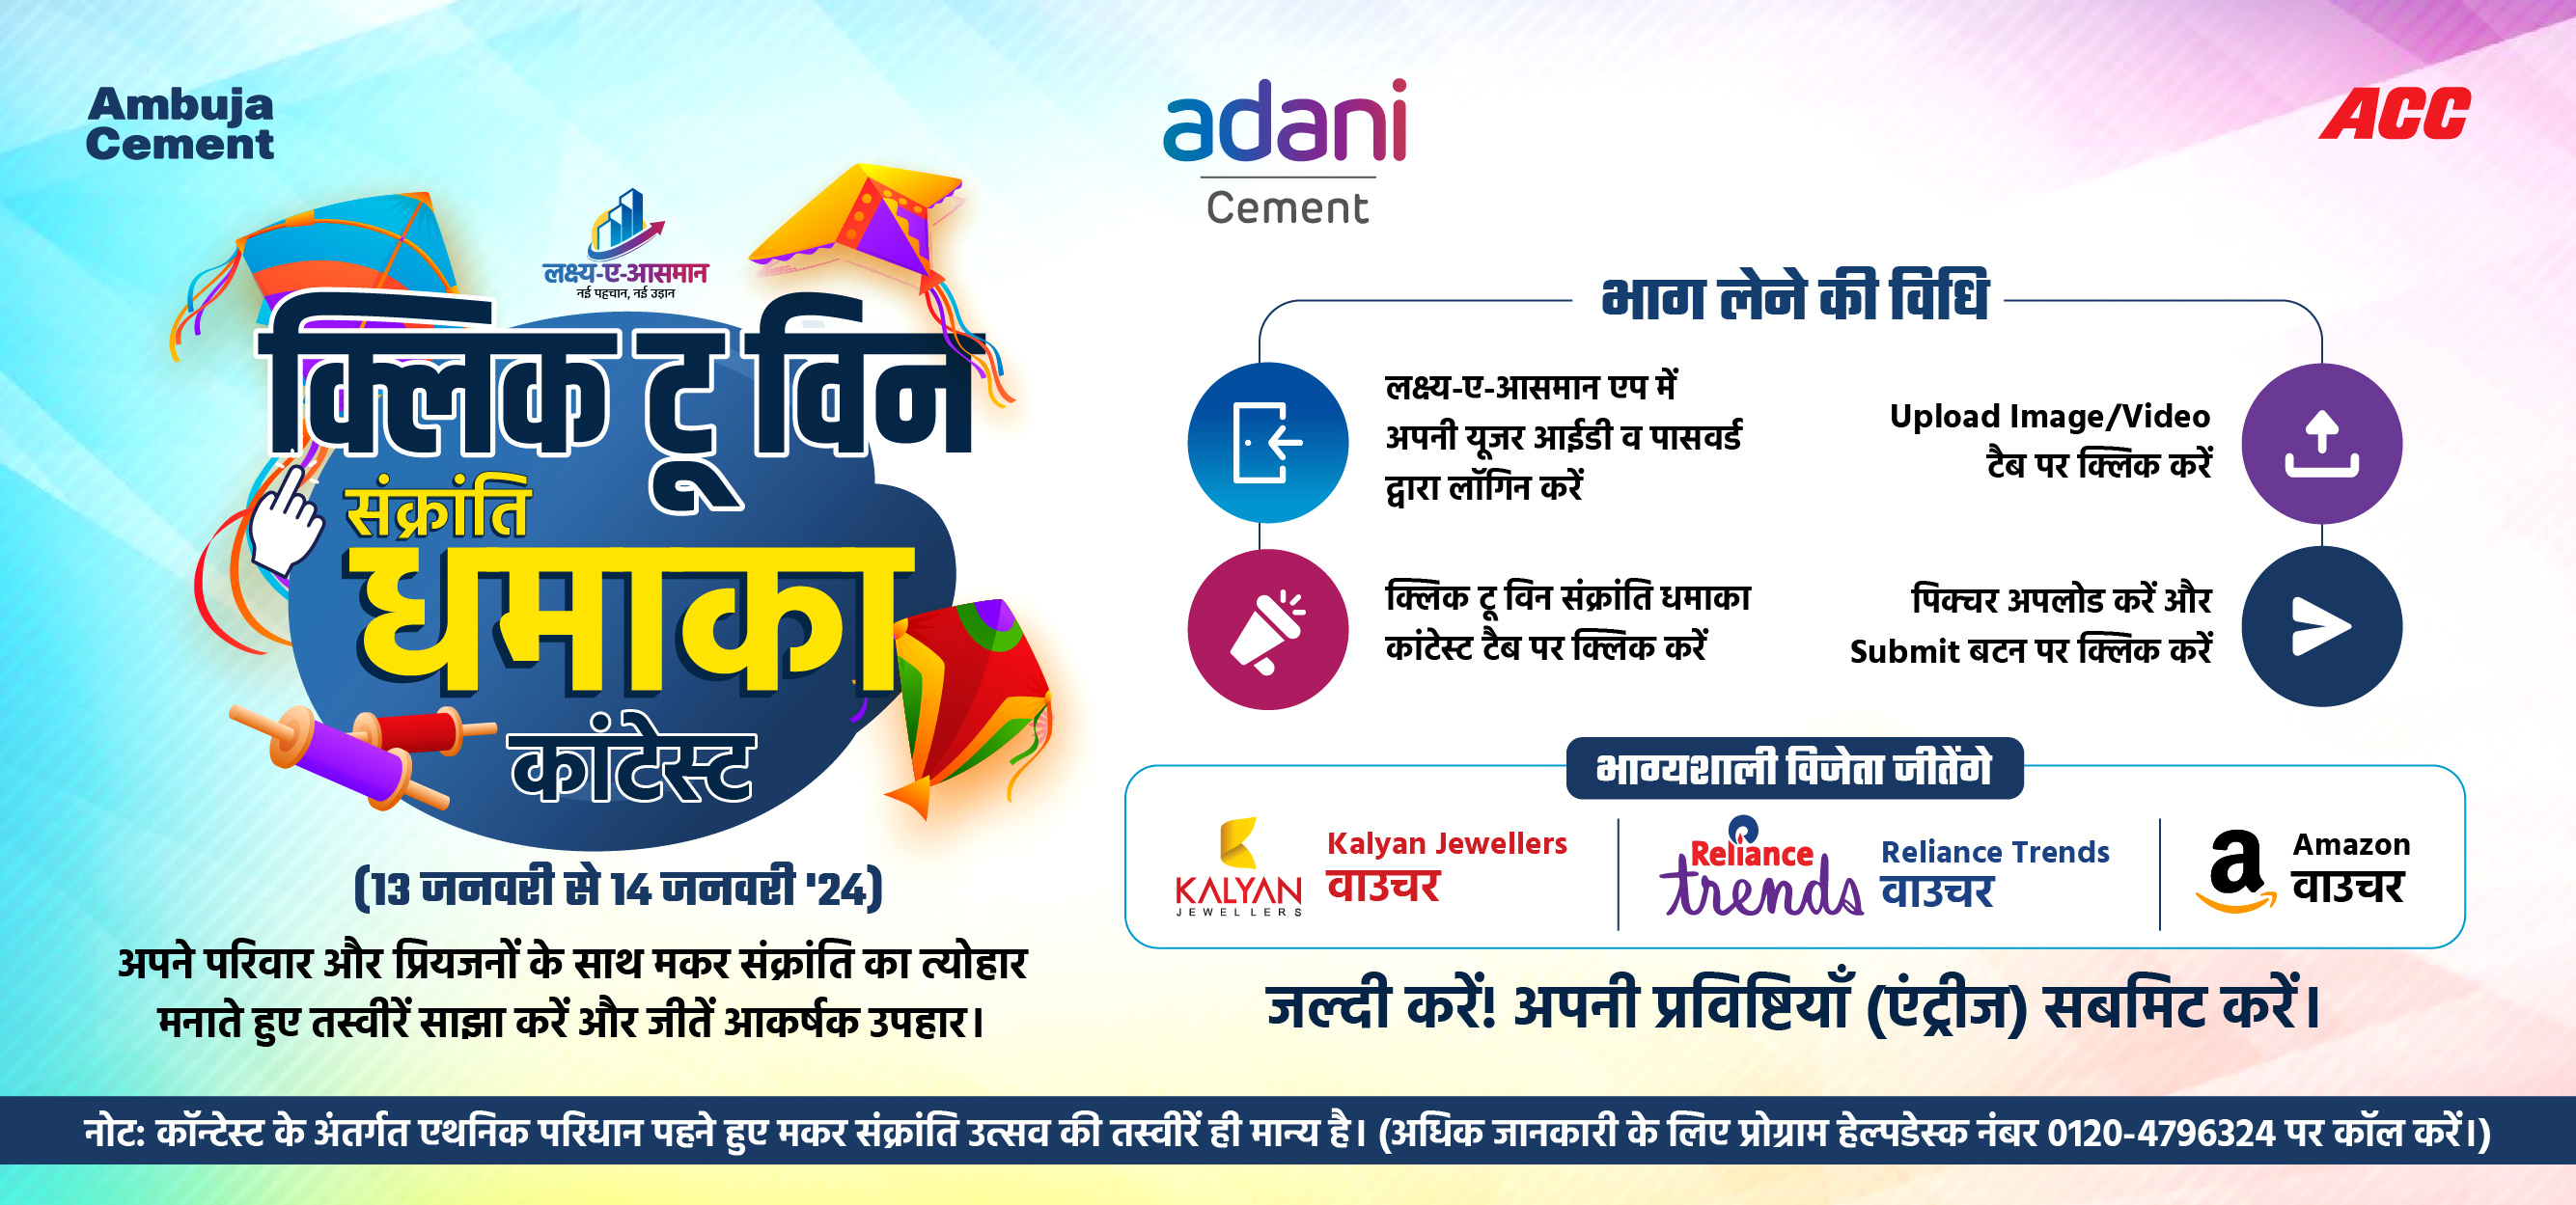 Ambuja
Cement
adani
Cement
ACC
लक्ष्य-ए-आसमान
नई पहचान, नई उड़ान
क्लिक टू विन
संक्रांति
धमाका
कांटेस्ट
(13 जनवरी से 14 जनवरी '24)
अपने परिवार और प्रियजनों के साथ मकर संक्रांति का त्योहार
मनाते हुए तस्वीरें साझा करें और जीतें आकर्षक उपहार।
भाग लेने की विधि
लक्ष्य-ए-आसमान एप में
अपनी यूजर आईडी व पासवर्ड
द्वारा लॉगिन करें
क्लिक टू विन संक्रांति धमाका
कांटेस्ट टैब पर क्लिक करें
Upload Image/Video
टैब पर क्लिक करें
पिक्चर अपलोड करें और
Submit बटन पर क्लिक करें
भाग्यशाली विजेता जीतेंगे
KALYAN
JEWELLERS
Kalyan Jewellers
वाउचर
Reliance
trends
Reliance Trends
वाउचर
a
Amazon
वाउचर
जल्दी करें! अपनी प्रविष्टियाँ (एंट्रीज) सबमिट करें।
नोट: कॉन्टेस्ट के अंतर्गत एथनिक परिधान पहने हुए मकर संक्रांति उत्सव की तस्वीरें ही मान्य है। (अधिक जानकारी के लिए प्रोग्राम हेल्पडेस्क नंबर 0120-4796324 पर कॉल करें।)